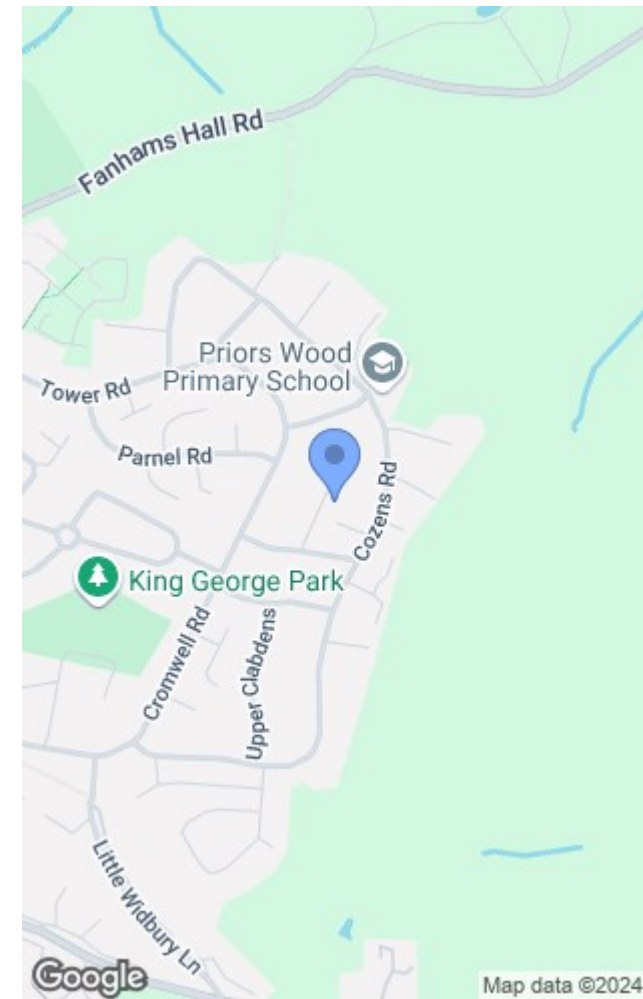 Fanhams Hall Rd
Priors Wood
Primary School
Tower Rd
Parnel Rd
Cozens Rd
King George Park
Cromwell Rd
Upper Clabdens
Little Widbury Ln
Google
Map data ©2024